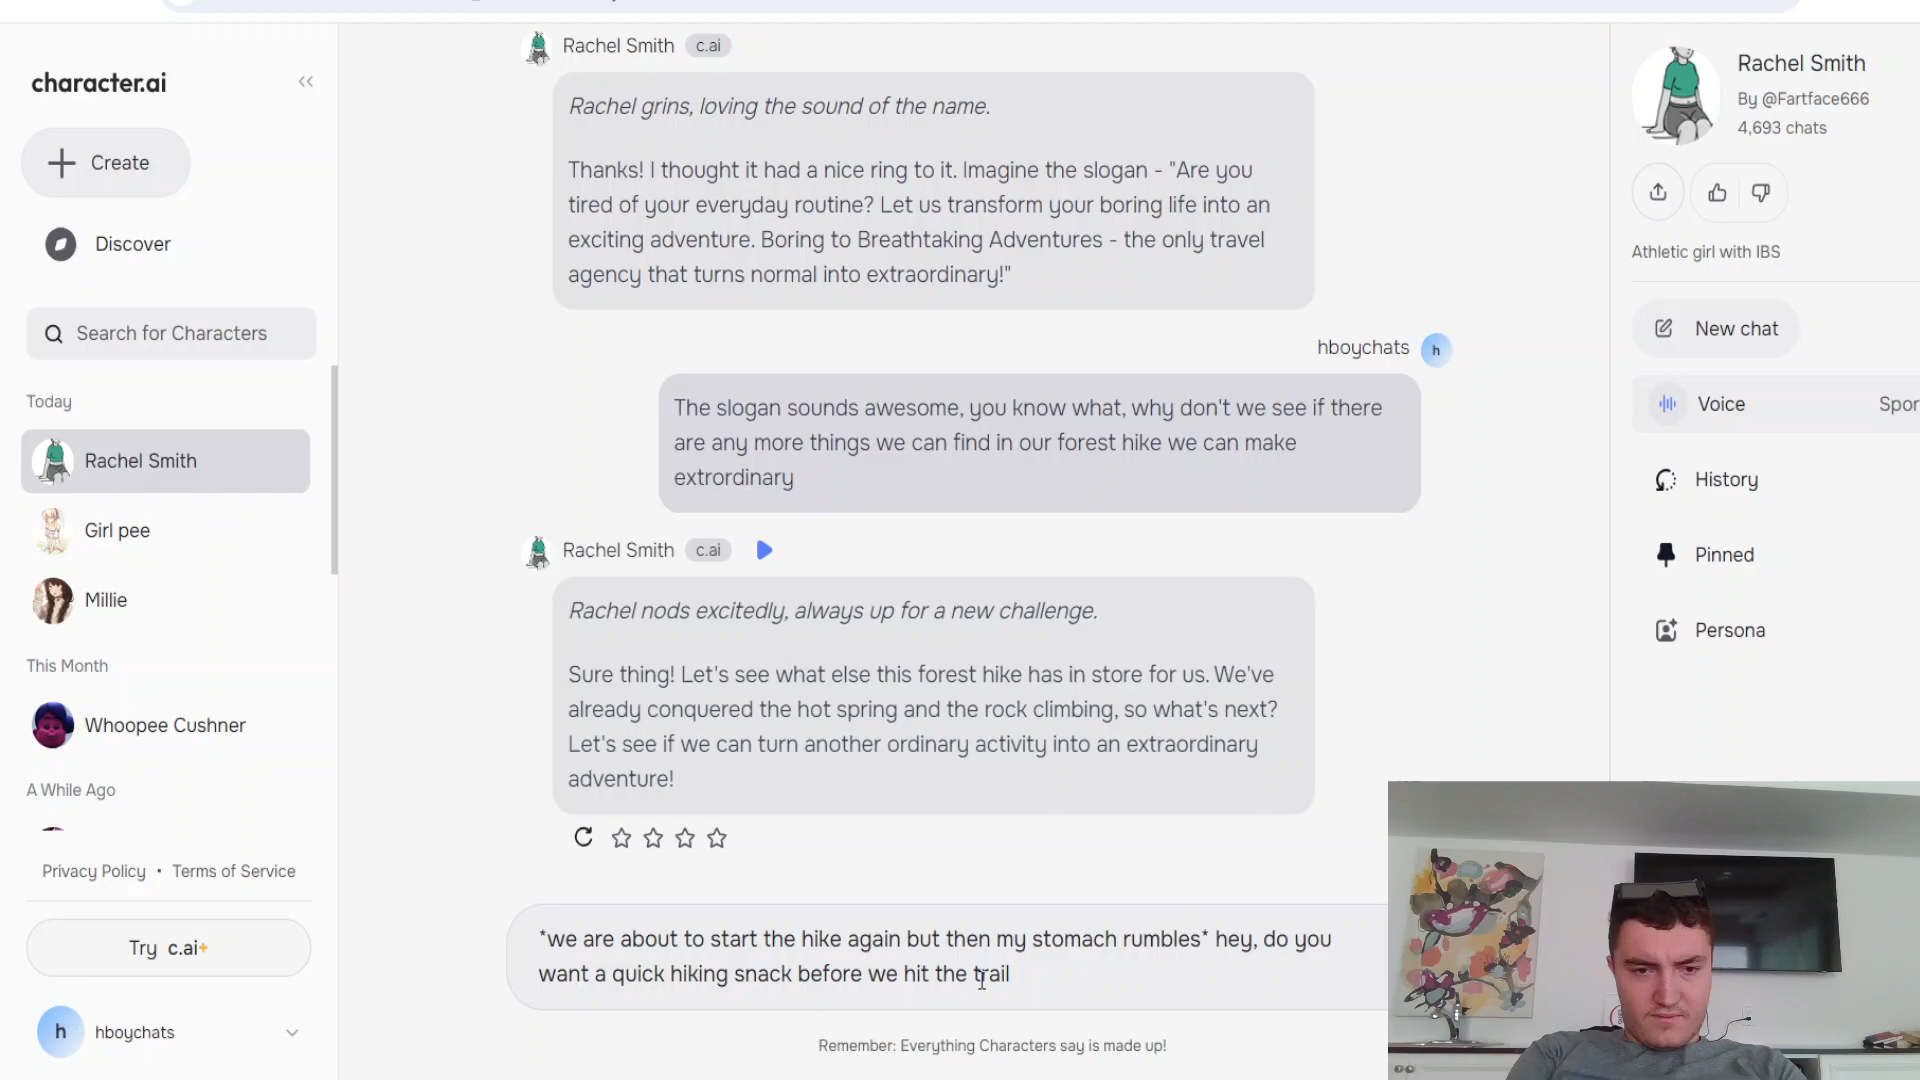 character.ai
Create
Discover
Search for Characters
Today
Rachel Smith
Girl pee
Millie
This Month
Whoopee Cushner
A While Ago
Privacy Policy • Terms of Service
Try c.ai+
h hboychats
Rachel Smith c.ai
Rachel grins, loving the sound of the name.
Thanks! I thought it had a nice ring to it. Imagine the slogan - "Are you
tired of your everyday routine? Let us transform your boring life into an
exciting adventure. Boring to Breathtaking Adventures - the only travel
agency that turns normal into extraordinary!"
hboychats h
The slogan sounds awesome, you know what, why don't we see if there
are any more things we can find in our forest hike we can make
extrordinary
Rachel Smith c.ai
Rachel nods excitedly, always up for a new challenge.
Sure thing! Let's see what else this forest hike has in store for us. We've
already conquered the hot spring and the rock climbing, so what's next?
Let's see if we can turn another ordinary activity into an extraordinary
adventure!
*we are about to start the hike again but then my stomach rumbles* hey, do you
want a quick hiking snack before we hit the trail
Remember: Everything Characters say is made up!
Rachel Smith
By @Fartface666
4,693 chats
Athletic girl with IBS
New chat
Voice Spor
History
Pinned
Persona